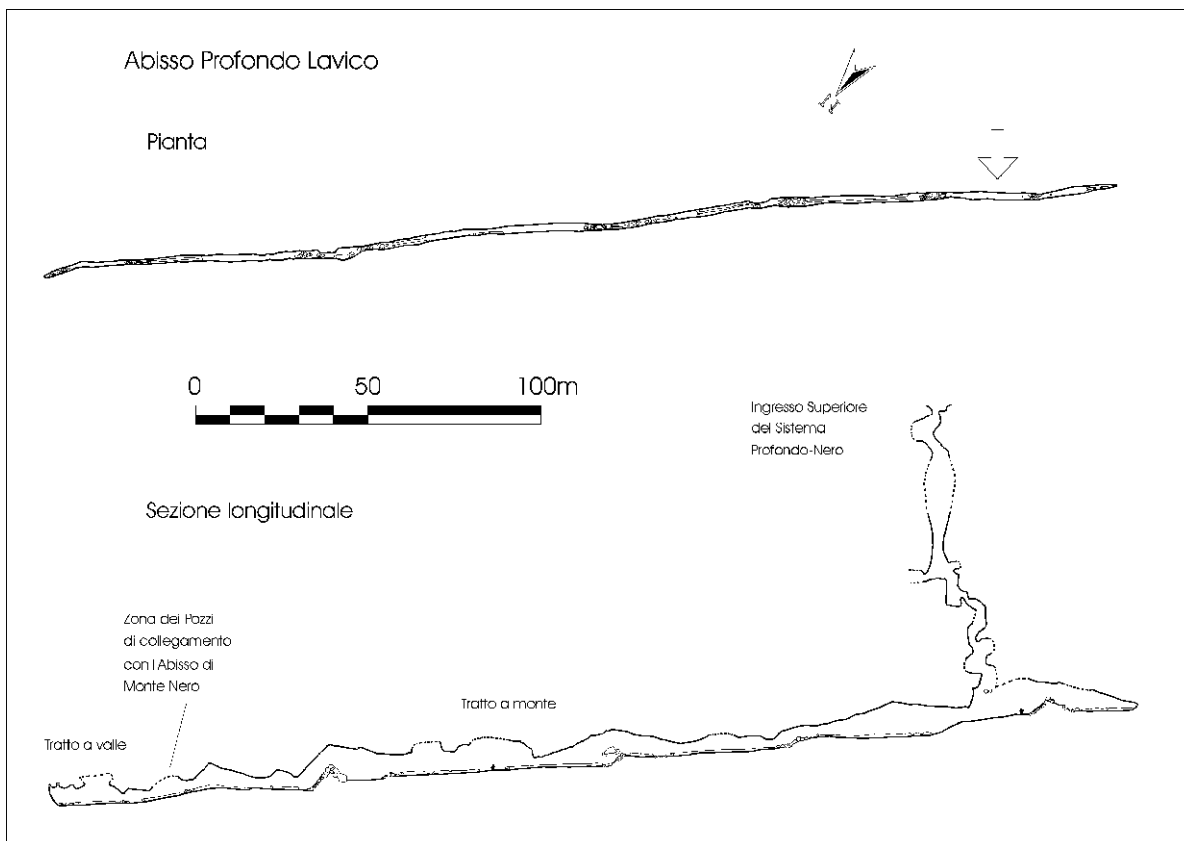 Abisso Profondo Lavico
Pianta
0 50 100m
Ingresso Superiore
del Sistema
Profondo-Nero
Sezione longitudinale
Zona dei Pozzi
di collegamento
con l'Abisso di
Monte Nero
Tratto a monte
Tratto a valle